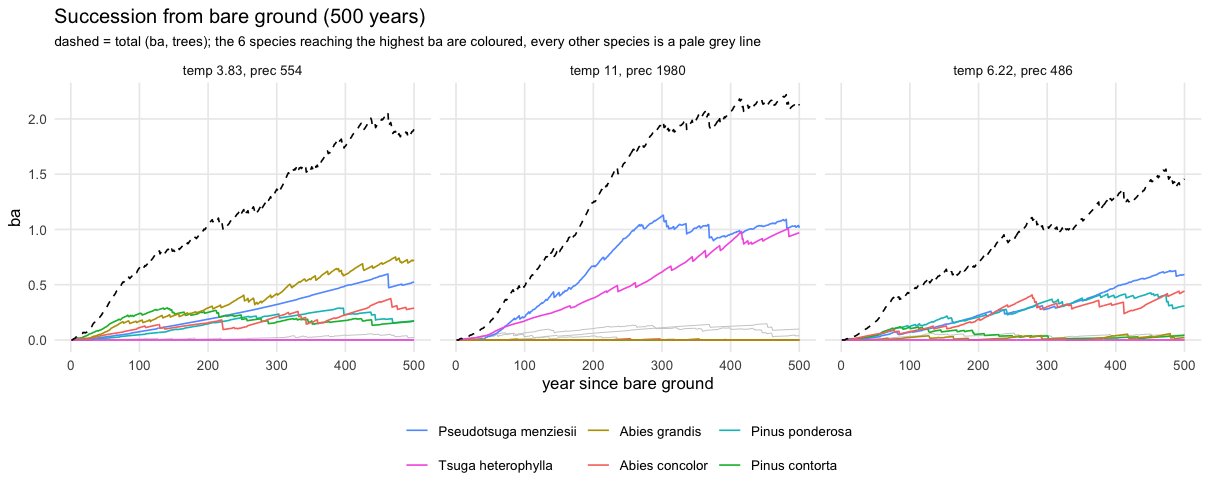 Succession from bare ground (500 years)
dashed = total (ba, trees); the 6 species reaching the highest ba are coloured, every other species is a pale grey line
temp 3.83, prec 554
temp 11, prec 1980
temp 6.22, prec 486
ba
2.0
1.5
1.0
0.5
0.0
0 100 200 300 400 500
0 100 200 300 400 500
0 100 200 300 400 500
year since bare ground
Pseudotsuga menziesii
Abies grandis
Pinus ponderosa
Tsuga heterophylla
Abies concolor
Pinus contorta